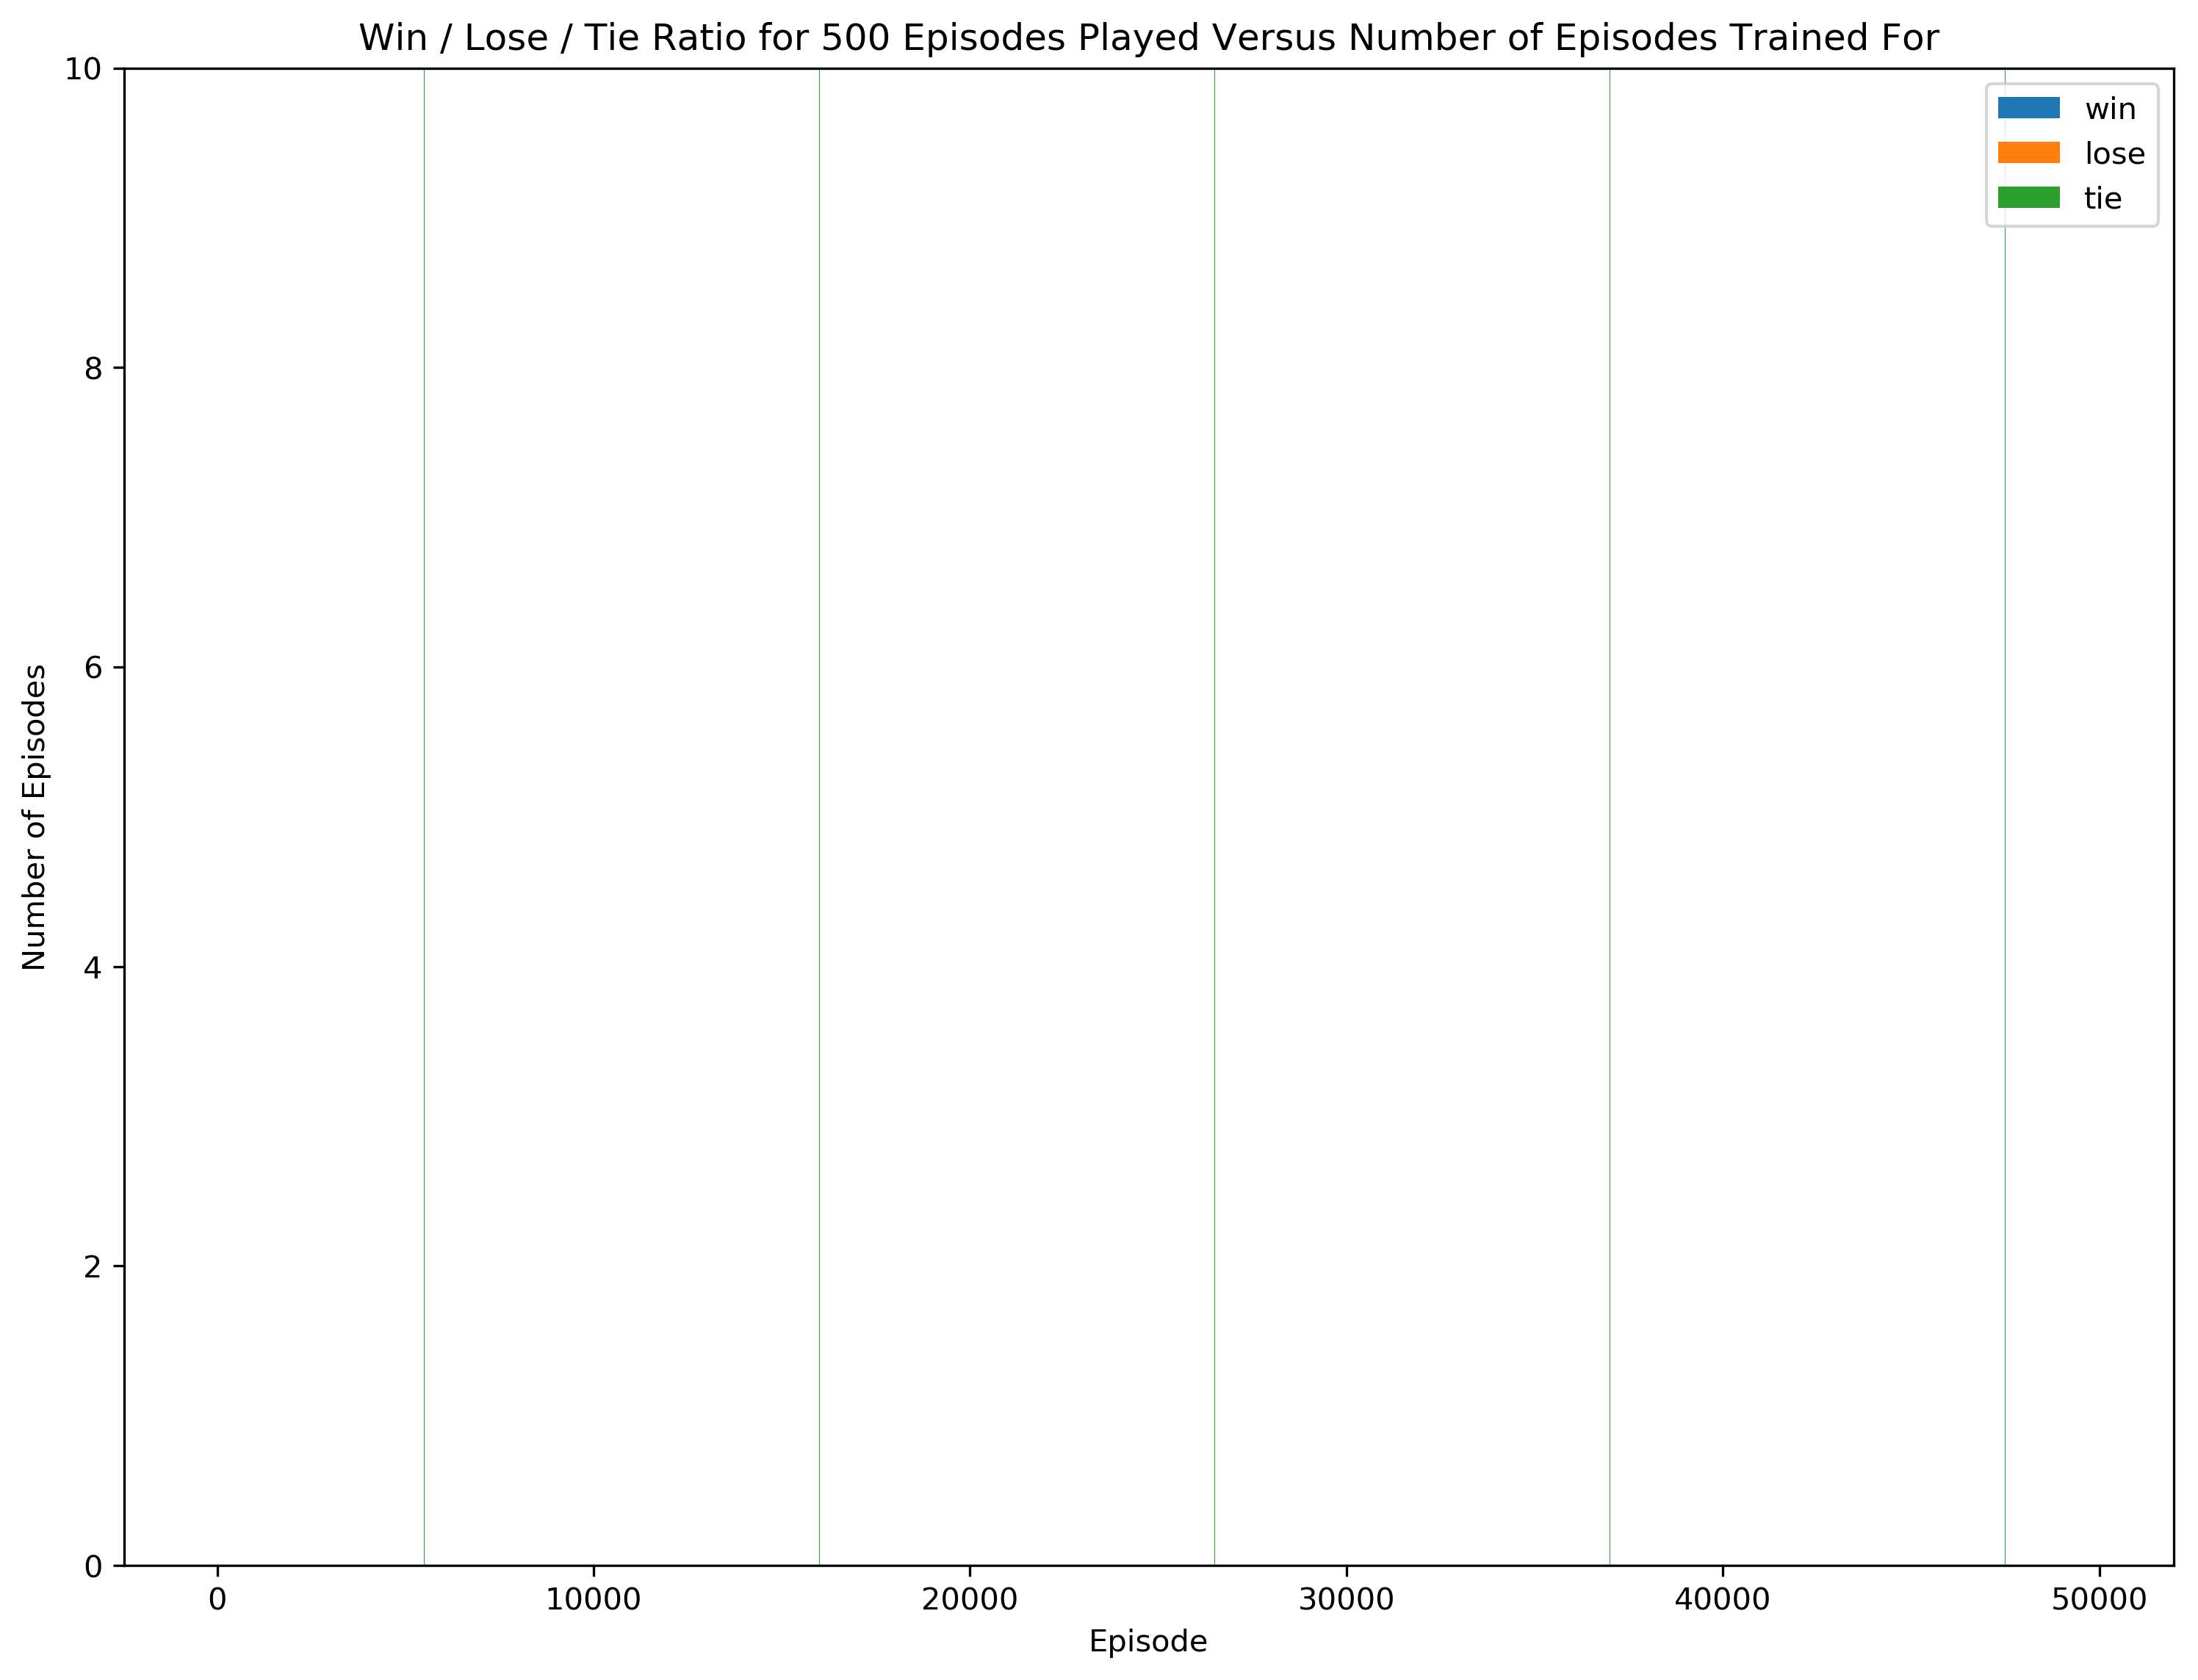 Win / Lose / Tie Ratio for 500 Episodes Played Versus Number of Episodes Trained For
10
8
6
4
2
0
Number of Episodes
win
lose
tie
0 10000 20000 30000 40000 50000
Episode